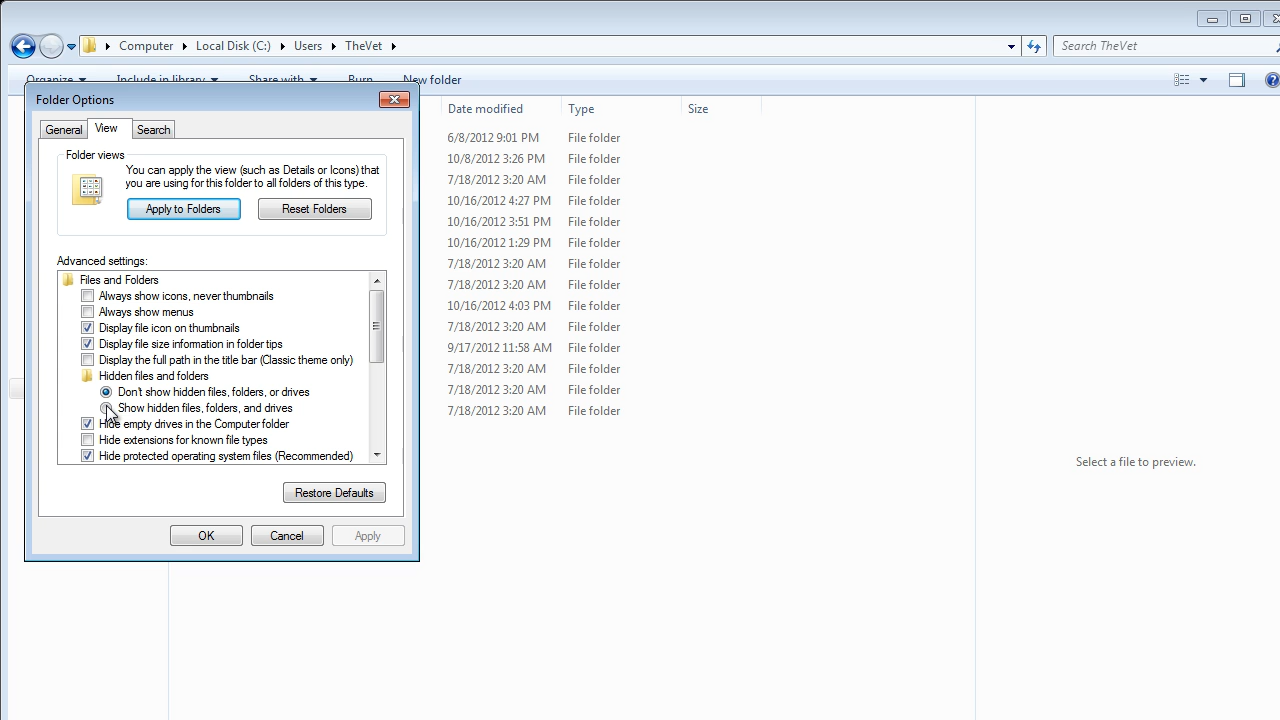 Computer Local Disk (C:) Users TheVet
Search TheVet
Organize Include in library Share with Burn New folder
Folder Options
General View Search
Folder views
You can apply the view (such as Details or Icons) that
you are using for this folder to all folders of this type.
Apply to Folders Reset Folders
Advanced settings:
Files and Folders
Always show icons, never thumbnails
Always show menus
Display file icon on thumbnails
Display file size information in folder tips
Display the full path in the title bar (Classic theme only)
Hidden files and folders
Don't show hidden files, folders, or drives
Show hidden files, folders, and drives
Hide empty drives in the Computer folder
Hide extensions for known file types
Hide protected operating system files (Recommended)
Restore Defaults
OK Cancel Apply
Date modified Type Size
6/8/2012 9:01 PM File folder
10/8/2012 3:26 PM File folder
7/18/2012 3:20 AM File folder
10/16/2012 4:27 PM File folder
10/16/2012 3:51 PM File folder
10/16/2012 1:29 PM File folder
7/18/2012 3:20 AM File folder
7/18/2012 3:20 AM File folder
10/16/2012 4:03 PM File folder
7/18/2012 3:20 AM File folder
9/17/2012 11:58 AM File folder
7/18/2012 3:20 AM File folder
7/18/2012 3:20 AM File folder
7/18/2012 3:20 AM File folder
Select a file to preview.